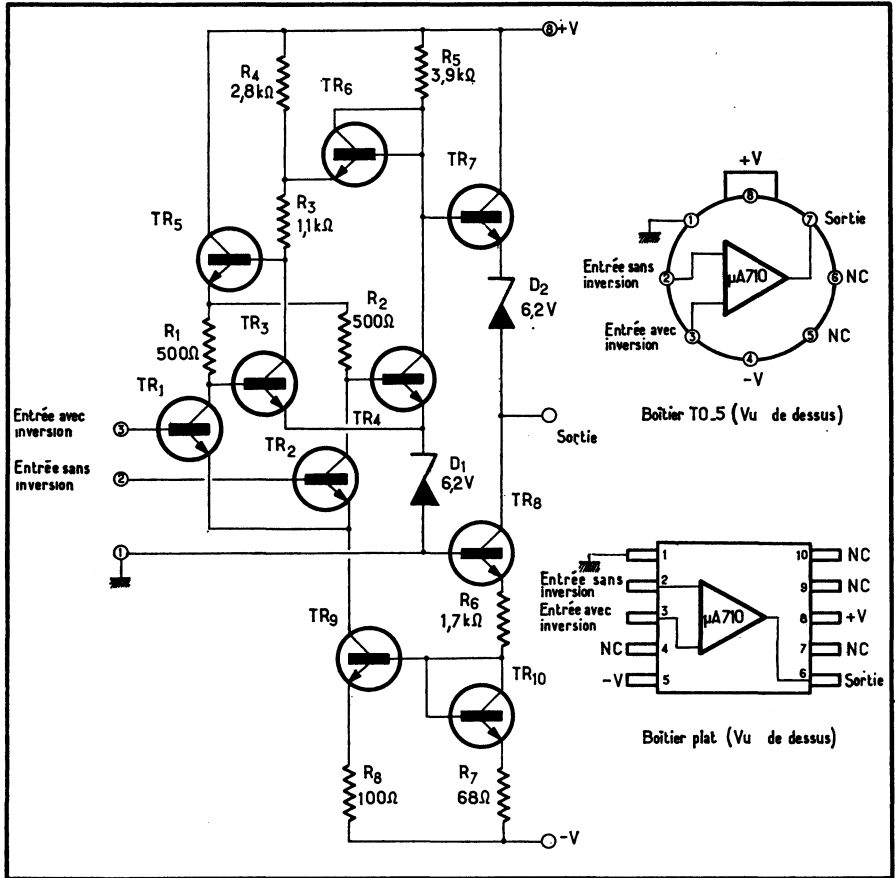 ⑧ +V
R4
2,8kΩ
TR6
R5
3,9kΩ
TR7
TR5
R3
1,1kΩ
D2
6,2V
R1
500Ω
TR3
R2
500Ω
TR1
TR4
Entrée avec
inversion
③
Sortie
TR2
Entrée sans
inversion
②
D1
6,2V
TR8
①
R6
1,7kΩ
TR9
TR10
R8
100Ω
R7
68Ω
-V
+V
⑧
①
⑦ Sortie
Entrée sans
inversion
②
µA710
⑥ NC
Entrée avec
inversion
③
⑤ NC
④
-V
Boîtier TO_5 (Vu de dessus)
1
10 NC
Entrée sans
inversion
2
9 NC
Entrée avec
inversion
3
µA710
8 +V
NC 4
7 NC
-V 5
6 Sortie
Boîtier plat (Vu de dessus)